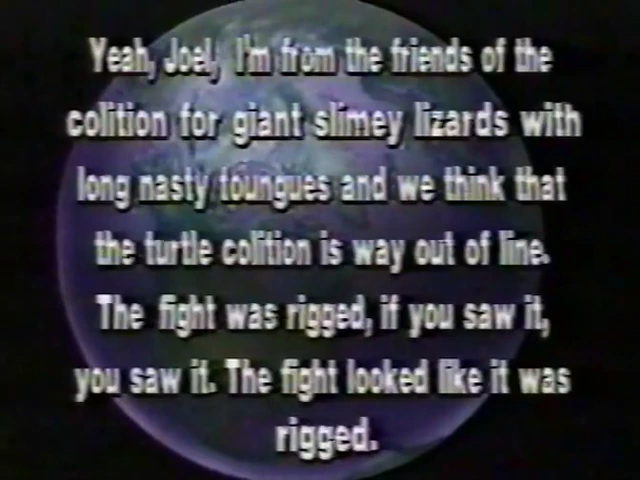 Yeah, Joel, I'm from the friends of the
colition for giant slimey lizards with
long nasty toungues and we think that
the turtle colition is way out of line.
The fight was rigged, if you saw it,
you saw it. The fight looked like it was
rigged.